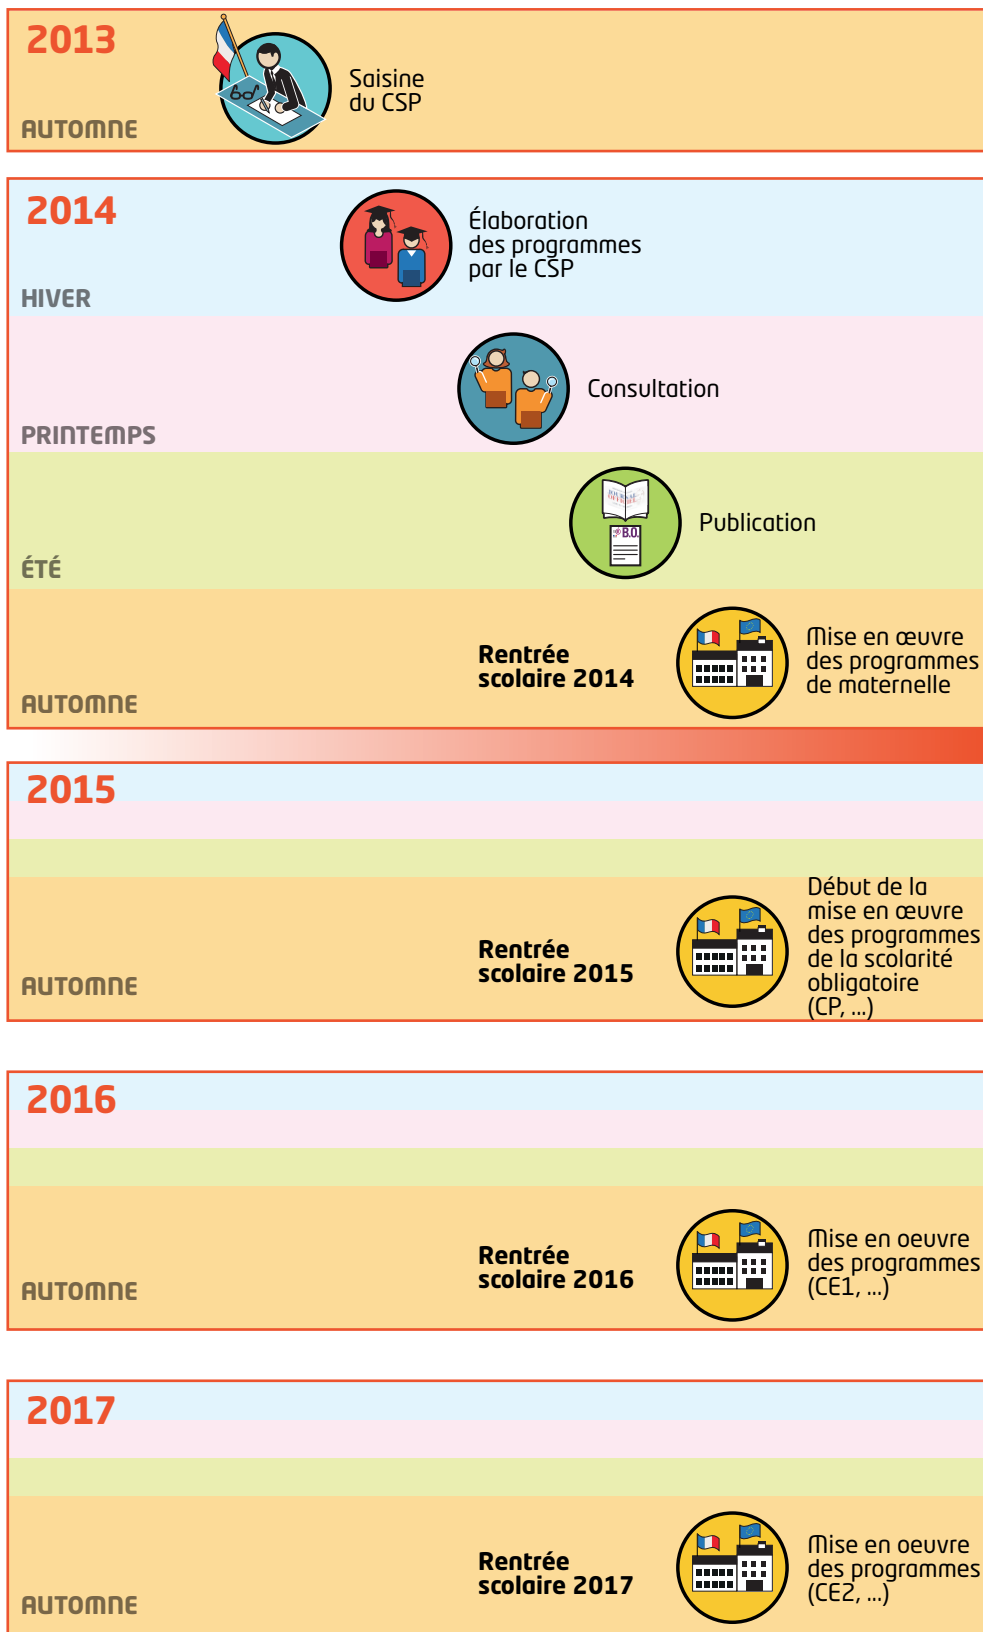 2013
Saisine
du CSP
AUTOMNE
2014
Élaboration
des programmes
par le CSP
HIVER
Consultation
PRINTEMPS
JOURNAL
OFFICIEL
B.O.
Publication
ÉTÉ
Rentrée
scolaire 2014
Mise en œuvre
des programmes
de maternelle
AUTOMNE
2015
Début de la
mise en œuvre
des programmes
de la scolarité
obligatoire
(CP, ...)
Rentrée
scolaire 2015
AUTOMNE
2016
Rentrée
scolaire 2016
Mise en oeuvre
des programmes
(CE1, ...)
AUTOMNE
2017
Rentrée
scolaire 2017
Mise en oeuvre
des programmes
(CE2, ...)
AUTOMNE